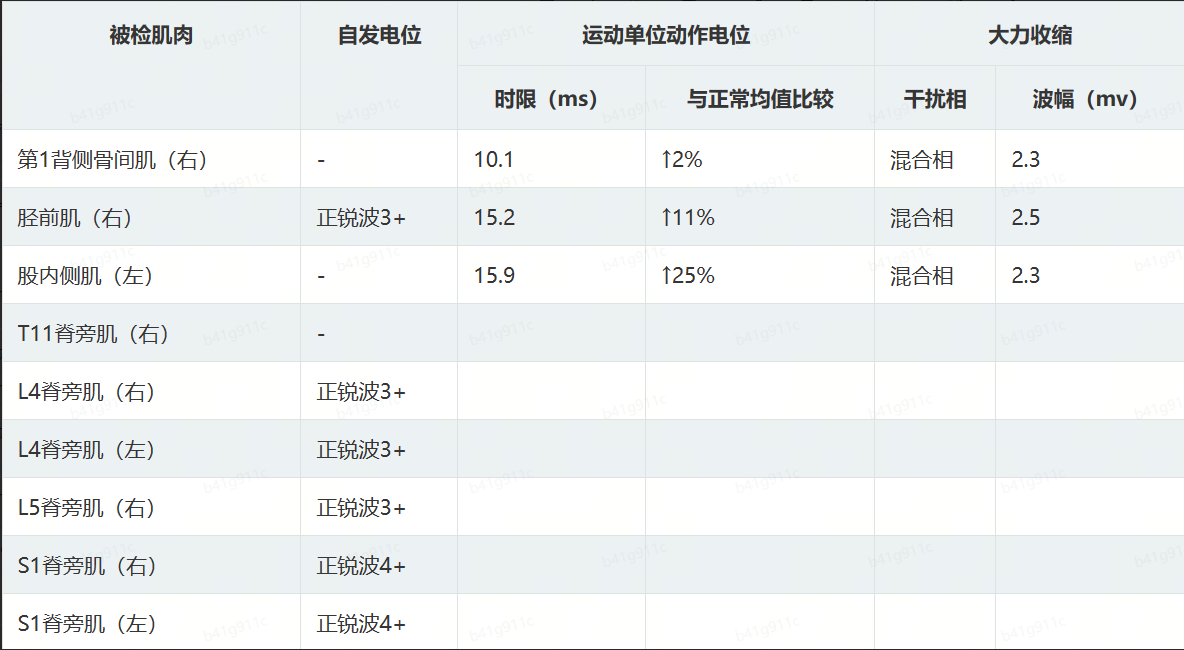 被检肌肉 自发电位 运动单位动作电位 大力收缩
时限（ms） 与正常均值比较 干扰相 波幅（mv）
第1背侧骨间肌（右） - 10.1 ↑2% 混合相 2.3
胫前肌（右） 正锐波3+ 15.2 ↑11% 混合相 2.5
股内侧肌（左） - 15.9 ↑25% 混合相 2.3
T11脊旁肌（右） -
L4脊旁肌（右） 正锐波3+
L4脊旁肌（左） 正锐波3+
L5脊旁肌（右） 正锐波3+
S1脊旁肌（右） 正锐波4+
S1脊旁肌（左） 正锐波4+